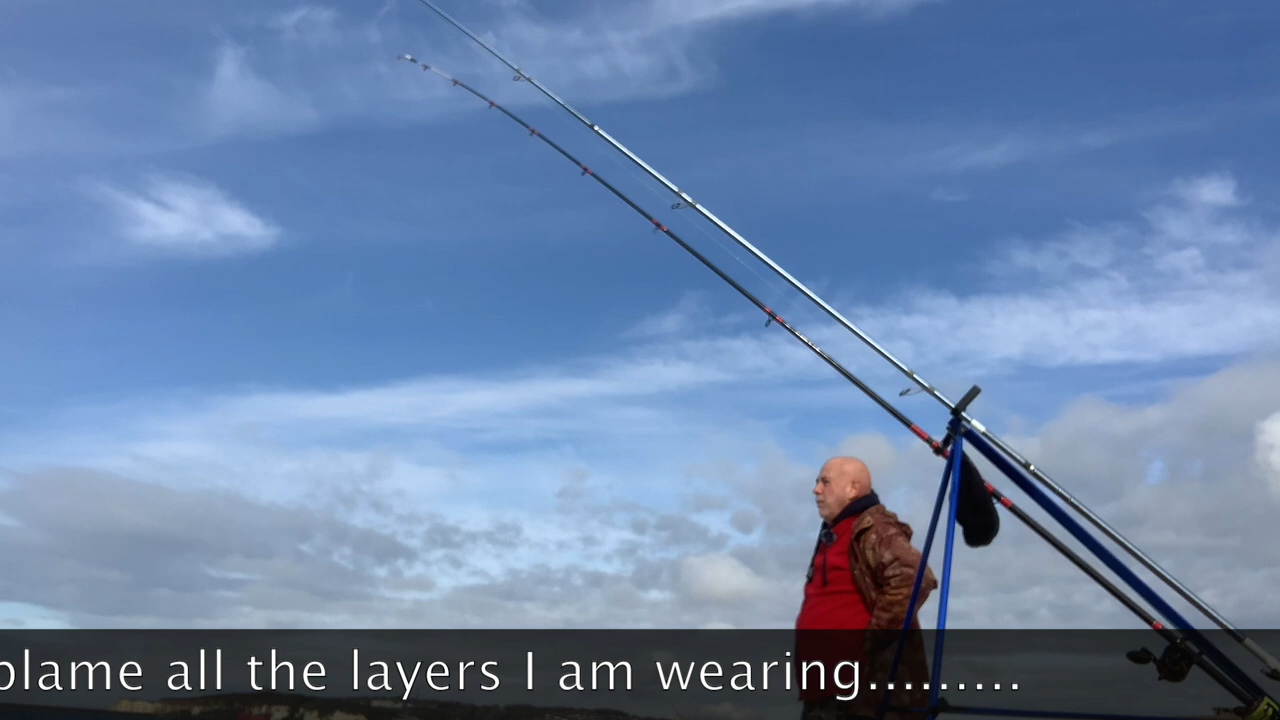 blame all the layers I am wearing.........